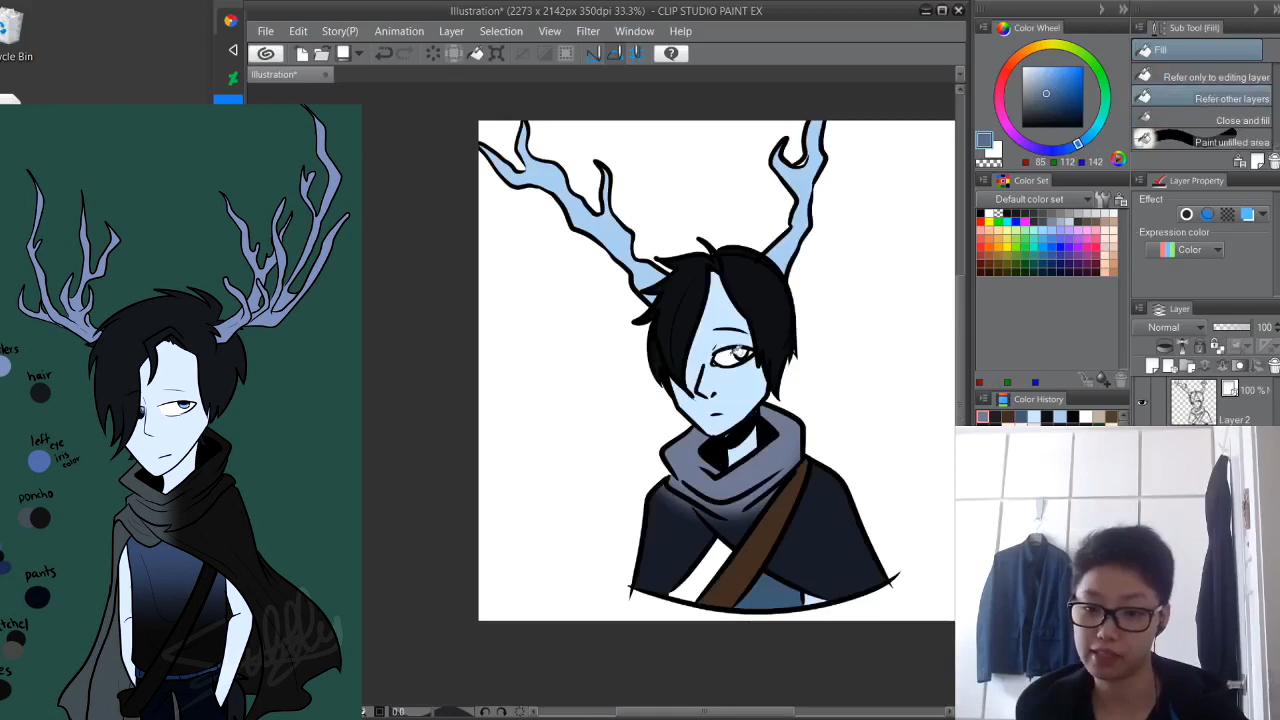 Illustration* (2273 x 2142px 350dpi 33.3%) - CLIP STUDIO PAINT EX
File Edit Story(F) Animation Layer Selection View Filter Window Help
Illustration*
hair
left eye
iris
color
poncho
pants
0.0
Color Wheel
85 112 142
Color Set
Default color set
Color History
Sub Tool [Fill]
Fill
Refer only to editing layer
Refer other layers
Close and fill
Paint unfilled area
Layer Property
Effect
Expression color
Color
Layer
Normal 100
100 %
Layer 2